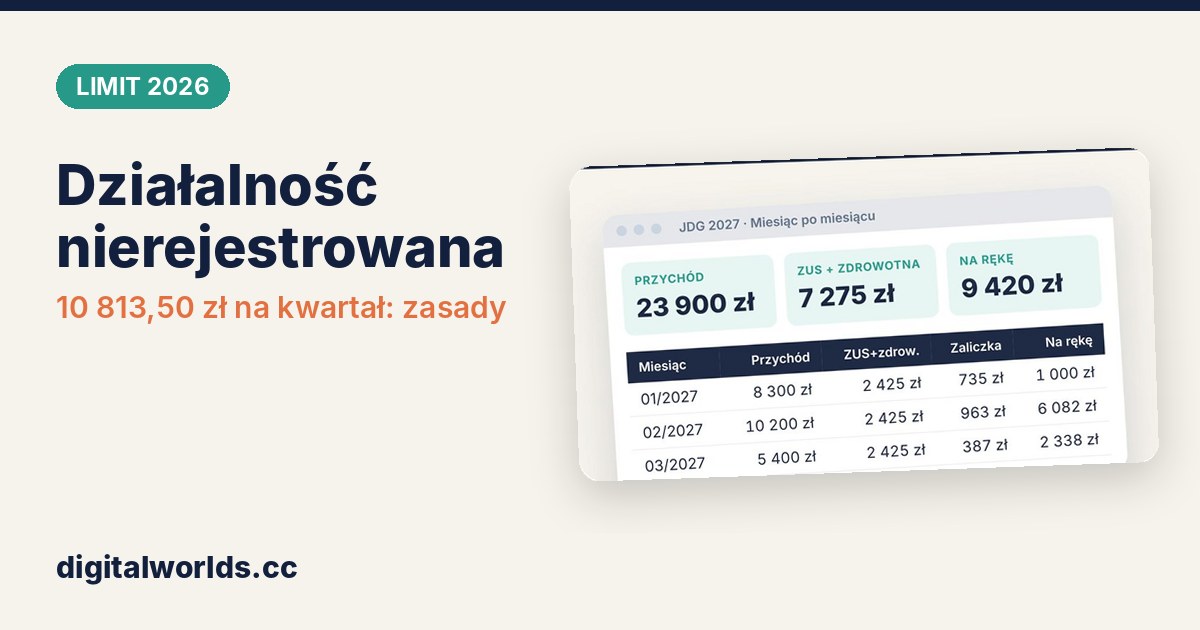 LIMIT 2026
Działalność
nierejestrowana
10 813,50 zł na kwartał: zasady
JDG 2027 · Miesiąc po miesiącu
PRZYCHÓD
23 900 zł
ZUS + ZDROWOTNA
7 275 zł
NA RĘKĘ
9 420 zł
Miesiąc Przychód ZUS+zdrow. Zaliczka Na rękę
01/2027 8 300 zł 2 425 zł 735 zł 1 000 zł
02/2027 10 200 zł 2 425 zł 963 zł 6 082 zł
03/2027 5 400 zł 2 425 zł 387 zł 2 338 zł
digitalworlds.cc